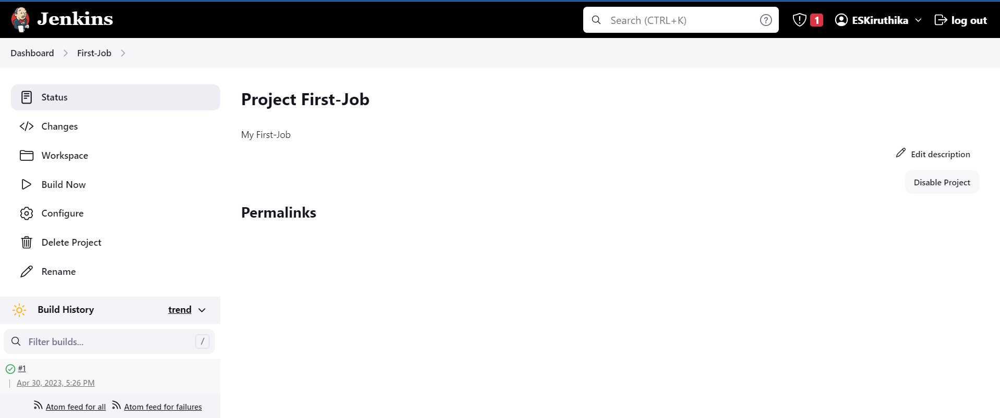 Jenkins
Search (CTRL+K)
?
1
ESKiruthika
log out
Dashboard
First-Job
Status
Changes
Workspace
Build Now
Configure
Delete Project
Rename
Project First-Job
My First-Job
Edit description
Disable Project
Permalinks
Build History
trend
Filter builds...
/
#1
Apr 30, 2023, 5:26 PM
Atom feed for all
Atom feed for failures